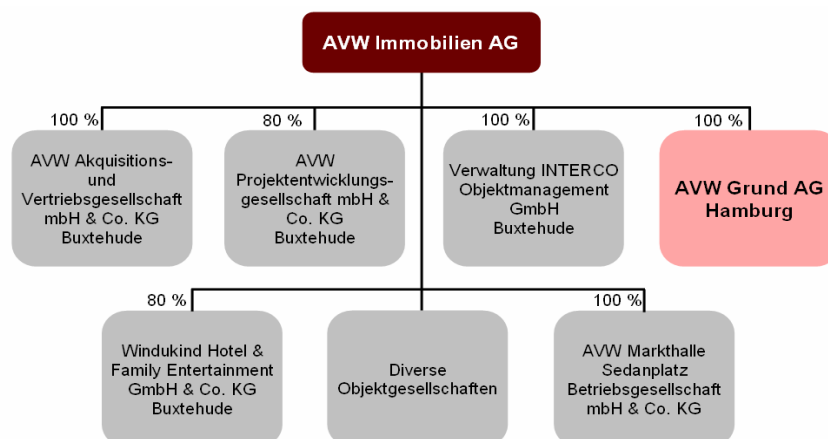 AVW Immobilien AG
100 %
80 %
100 %
100 %
AVW Akquisitions-
und
Vertriebsgesellschaft
mbH & Co. KG
Buxtehude
AVW
Projektentwicklungs-
gesellschaft mbH &
Co. KG
Buxtehude
Verwaltung INTERCO
Objektmanagement
GmbH
Buxtehude
AVW Grund AG
Hamburg
80 %
100 %
Windukind Hotel &
Family Entertainment
GmbH & Co. KG
Buxtehude
Diverse
Objektgesellschaften
AVW Markthalle
Sedanplatz
Betriebsgesellschaft
mbH & Co. KG